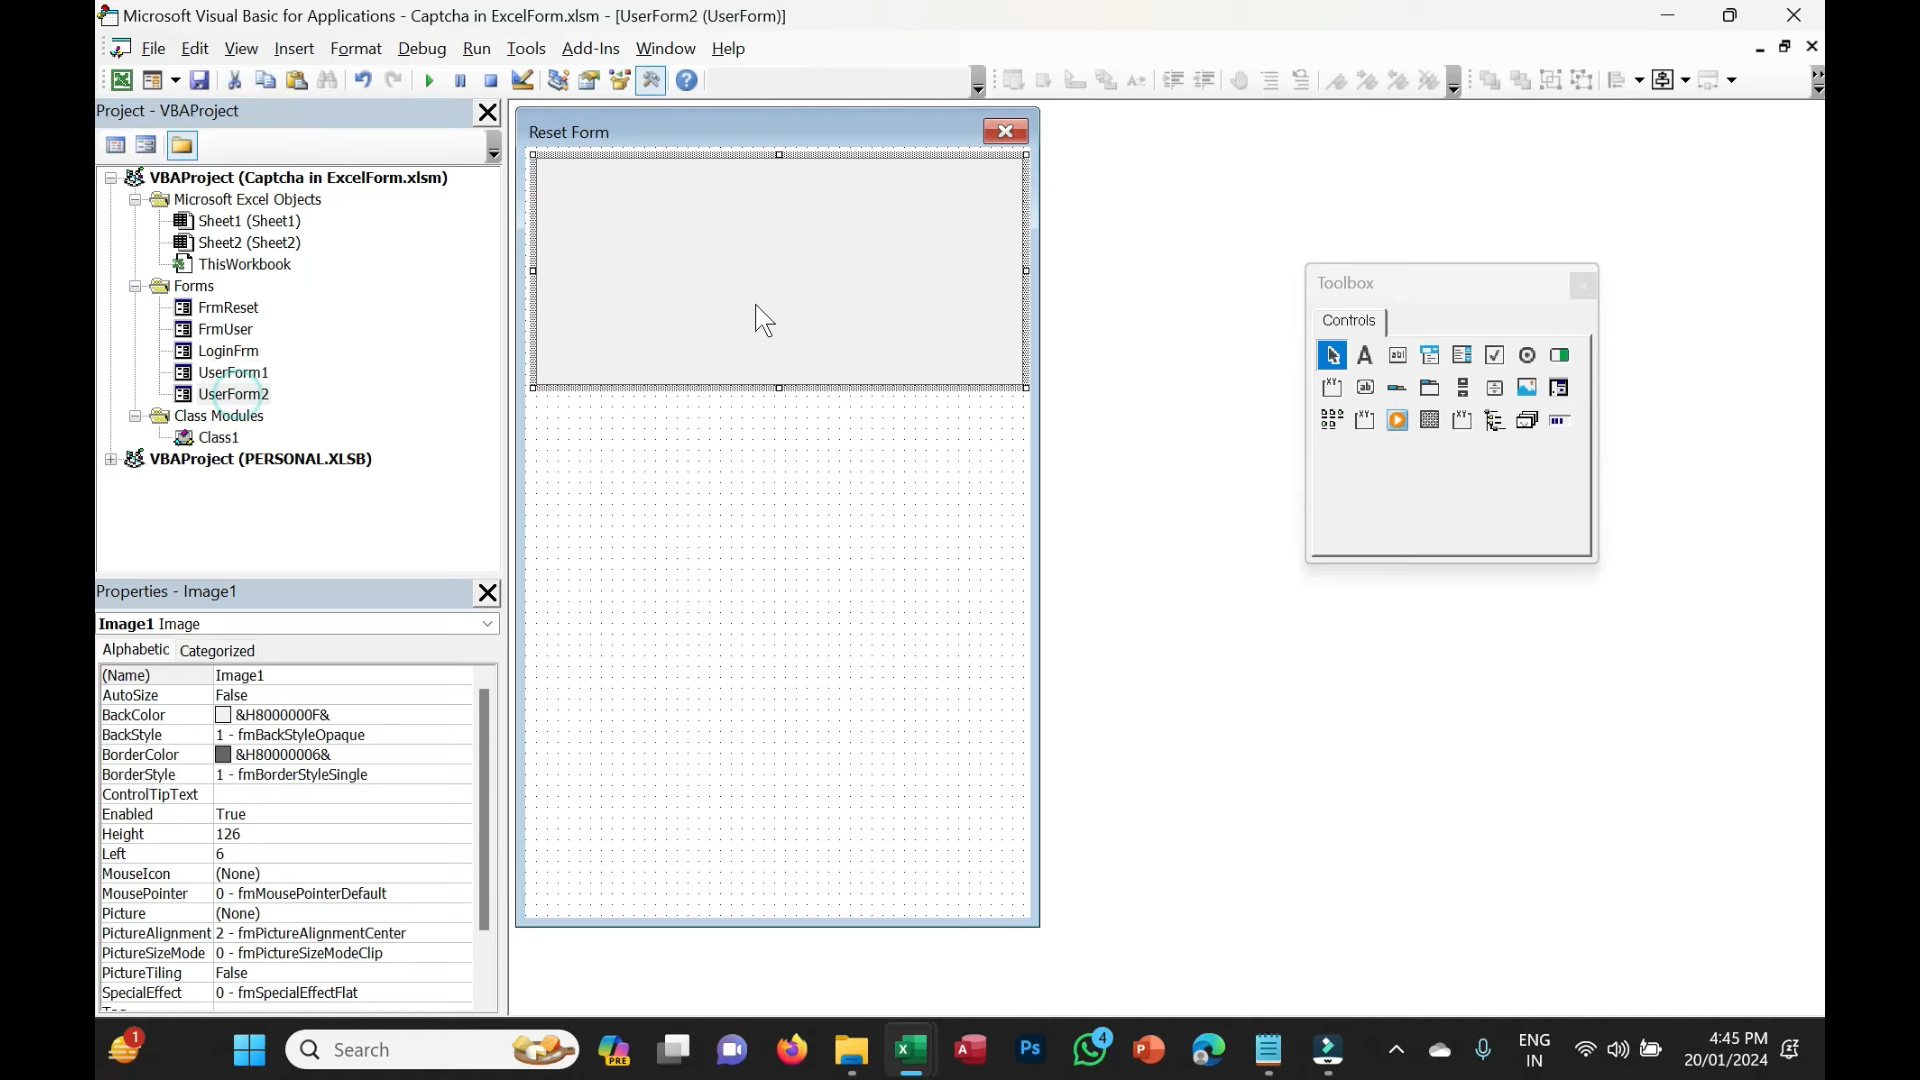 Microsoft Visual Basic for Applications - Captcha in ExcelForm.xlsm - [UserForm2 (UserForm)]
File Edit View Insert Format Debug Run Tools Add-Ins Window Help
Project - VBAProject
VBAProject (Captcha in ExcelForm.xlsm)
Microsoft Excel Objects
Sheet1 (Sheet1)
Sheet2 (Sheet2)
ThisWorkbook
Forms
FrmReset
FrmUser
LoginFrm
UserForm1
UserForm2
Class Modules
Class1
VBAProject (PERSONAL.XLSB)
Reset Form
Toolbox
Controls
Properties - Image1
Image1 Image
Alphabetic Categorized
(Name) Image1
AutoSize False
BackColor &H8000000F&
BackStyle 1 - fmBackStyleOpaque
BorderColor &H80000006&
BorderStyle 1 - fmBorderStyleSingle
ControlTipText
Enabled True
Height 126
Left 6
MouseIcon (None)
MousePointer 0 - fmMousePointerDefault
Picture (None)
PictureAlignment 2 - fmPictureAlignmentCenter
PictureSizeMode 0 - fmPictureSizeModeClip
PictureTiling False
SpecialEffect 0 - fmSpecialEffectFlat
1
Search
PRE
A
Ps
4
P
ENG
IN
4:45 PM
20/01/2024